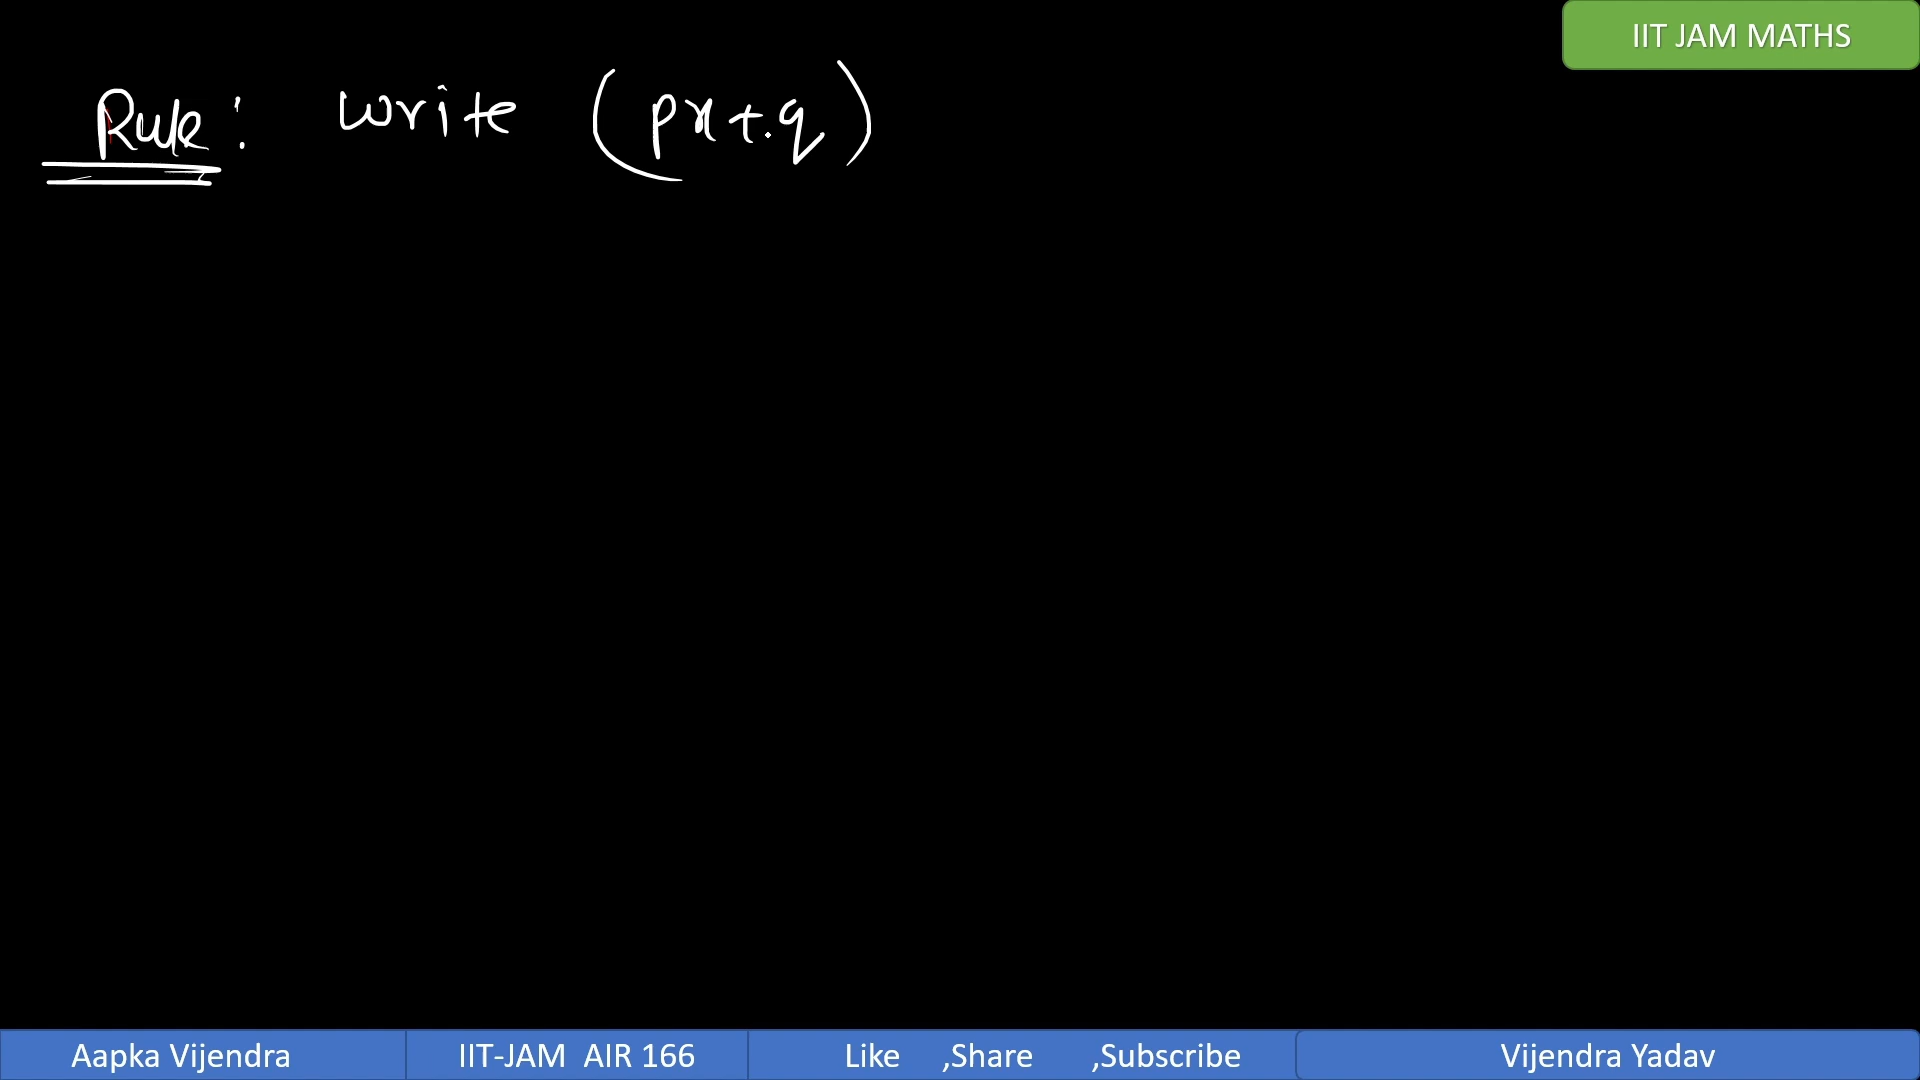 IIT JAM MATHS
Rule: write (px+q)
Aapka Vijendra
IIT-JAM AIR 166
Like ,Share ,Subscribe
Vijendra Yadav